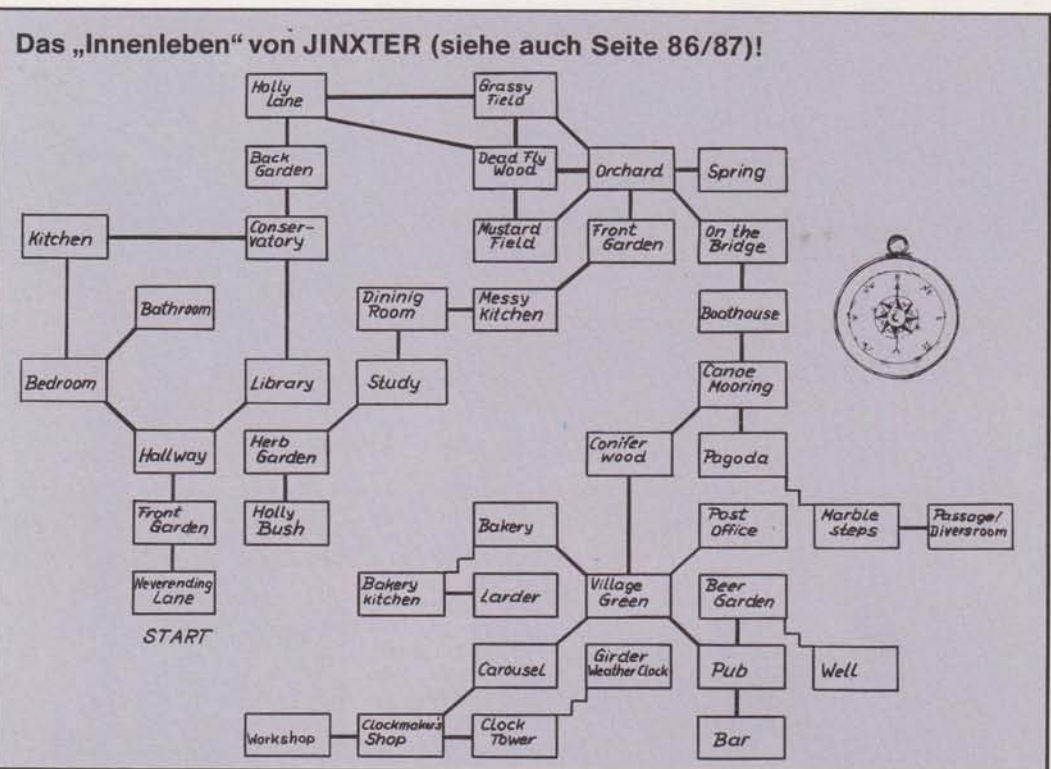 Das „Innenleben“ von JINXTER (siehe auch Seite 86/87)!
Holly
Lane
Grassy
Field
Back
Garden
Dead Fly
Wood
Orchard
Spring
Kitchen
Conser-
vatory
Mustard
Field
Front
Garden
On the
Bridge
Bathroom
Dininig
Room
Messy
Kitchen
Boathouse
Bedroom
Library
Study
Canoe
Mooring
Hallway
Herb
Garden
Conifer
wood
Pagoda
Front
Garden
Holly
Bush
Bakery
Post
Office
Marble
steps
Passage/
Diversroom
Neverending
Lane
Bakery
kitchen
Larder
Village
Green
Beer
Garden
START
Carousel
Girder
Weather Clock
Pub
Well
Workshop
Clockmaker's
Shop
Clock
Tower
Bar